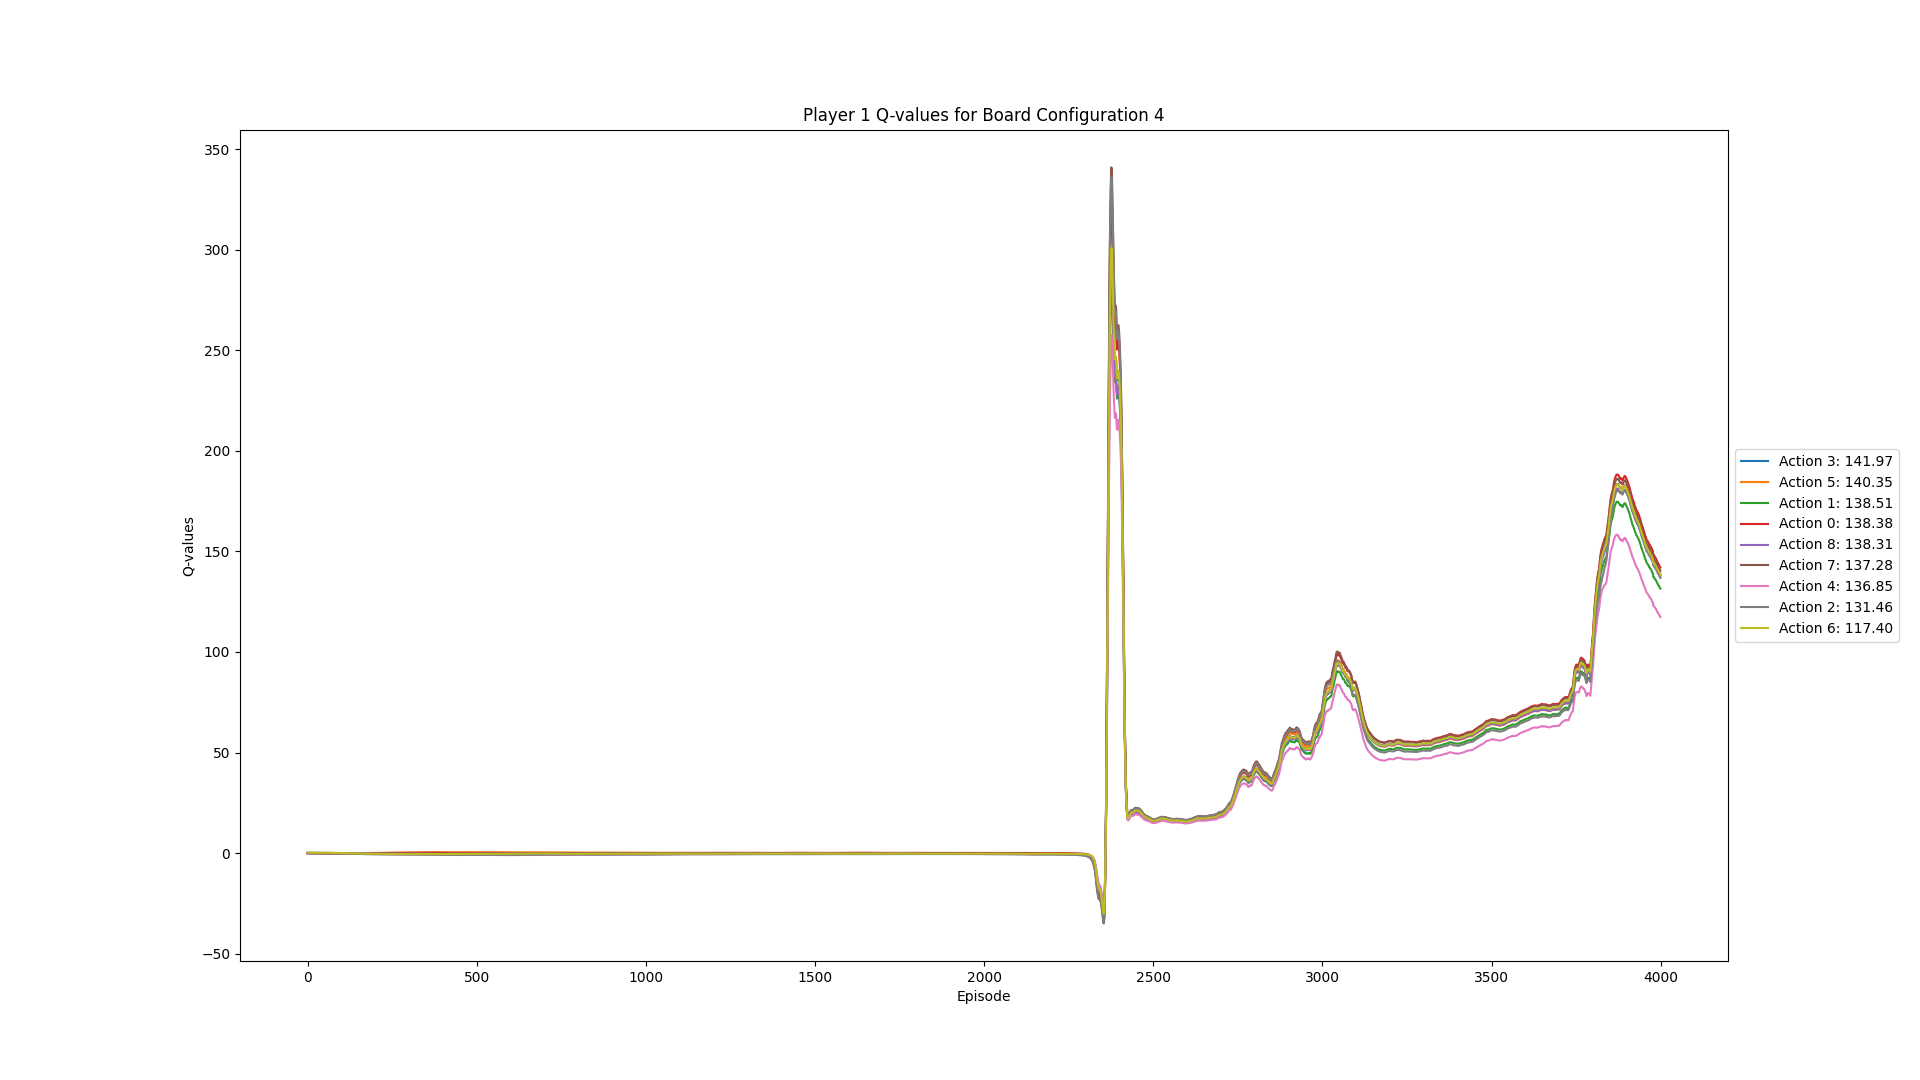 Player 1 Q-values for Board Configuration 4
350
300
250
200
150
100
50
0
−50
Q-values
0 500 1000 1500 2000 2500 3000 3500 4000
Episode
Action 3: 141.97
Action 5: 140.35
Action 1: 138.51
Action 0: 138.38
Action 8: 138.31
Action 7: 137.28
Action 4: 136.85
Action 2: 131.46
Action 6: 117.40